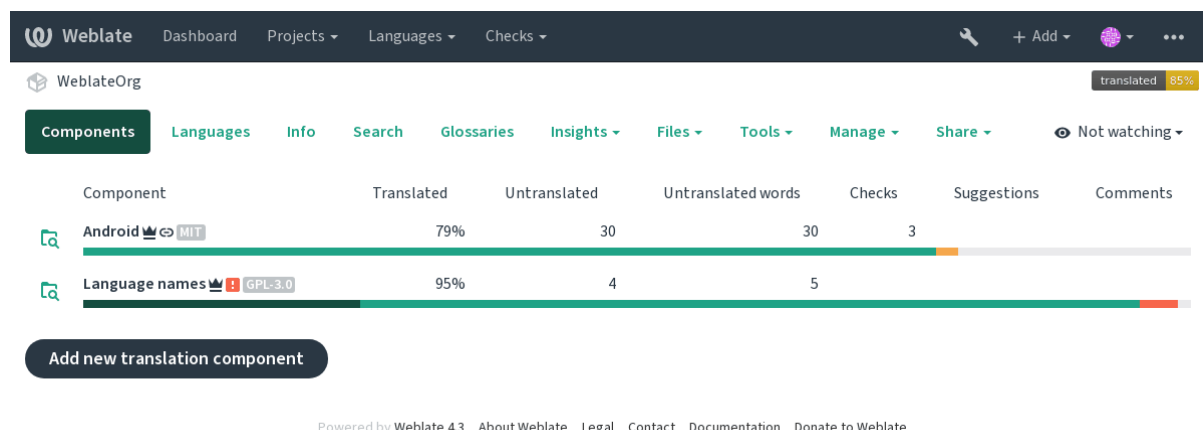 Weblate Dashboard Projects Languages Checks + Add
WeblateOrg translated 85%
Components Languages Info Search Glossaries Insights Files Tools Manage Share Not watching
Component Translated Untranslated Untranslated words Checks Suggestions Comments
Android MIT 79% 30 30 3
Language names ! GPL-3.0 95% 4 5
Add new translation component
Powered by Weblate 4.3 About Weblate Legal Contact Documentation Donate to Weblate